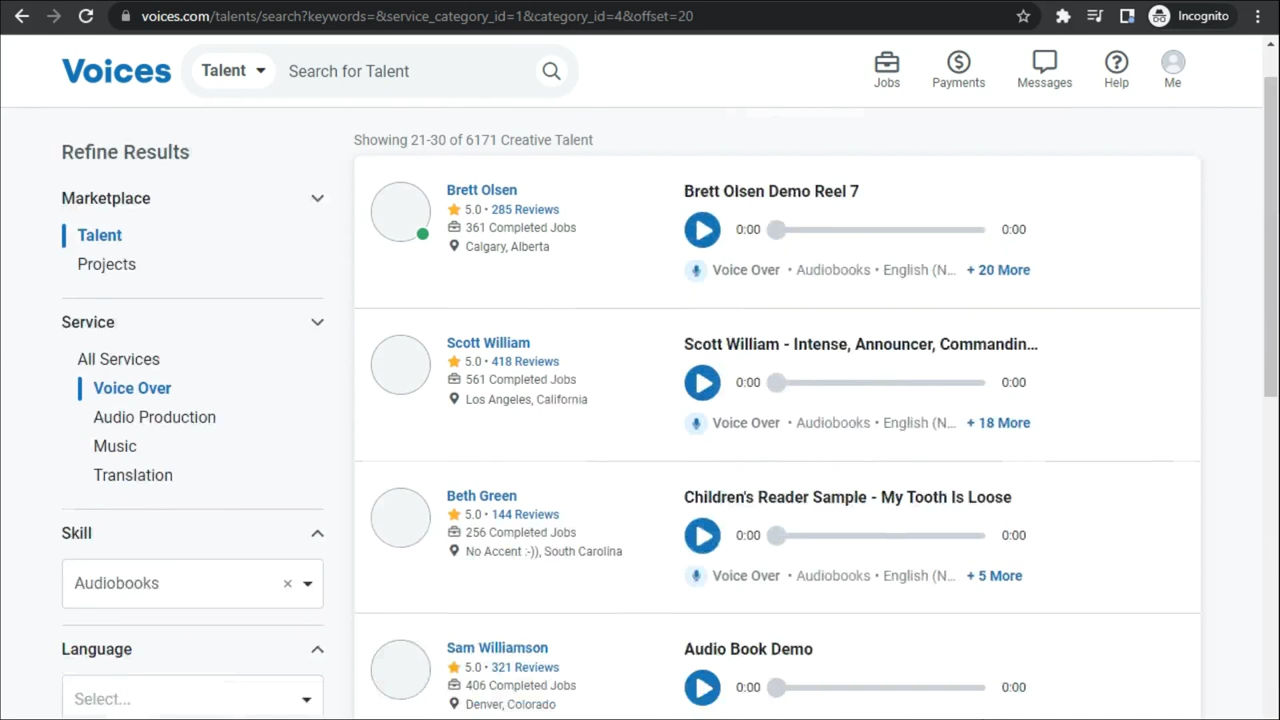 voices.com/talents/search?keywords=&service_category_id=1&category_id=4&offset=20
Incognito
Voices
Talent
Search for Talent
Jobs
Payments
Messages
Help
Me
Refine Results
Marketplace
Talent
Projects
Service
All Services
Voice Over
Audio Production
Music
Translation
Skill
Audiobooks
Language
Select...
Showing 21-30 of 6171 Creative Talent
Brett Olsen
5.0 • 285 Reviews
361 Completed Jobs
Calgary, Alberta
Brett Olsen Demo Reel 7
0:00 0:00
Voice Over • Audiobooks • English (N... + 20 More
Scott William
5.0 • 418 Reviews
561 Completed Jobs
Los Angeles, California
Scott William - Intense, Announcer, Commandin...
0:00 0:00
Voice Over • Audiobooks • English (N... + 18 More
Beth Green
5.0 • 144 Reviews
256 Completed Jobs
No Accent :-)), South Carolina
Children's Reader Sample - My Tooth Is Loose
0:00 0:00
Voice Over • Audiobooks • English (N... + 5 More
Sam Williamson
5.0 • 321 Reviews
406 Completed Jobs
Denver, Colorado
Audio Book Demo
0:00 0:00